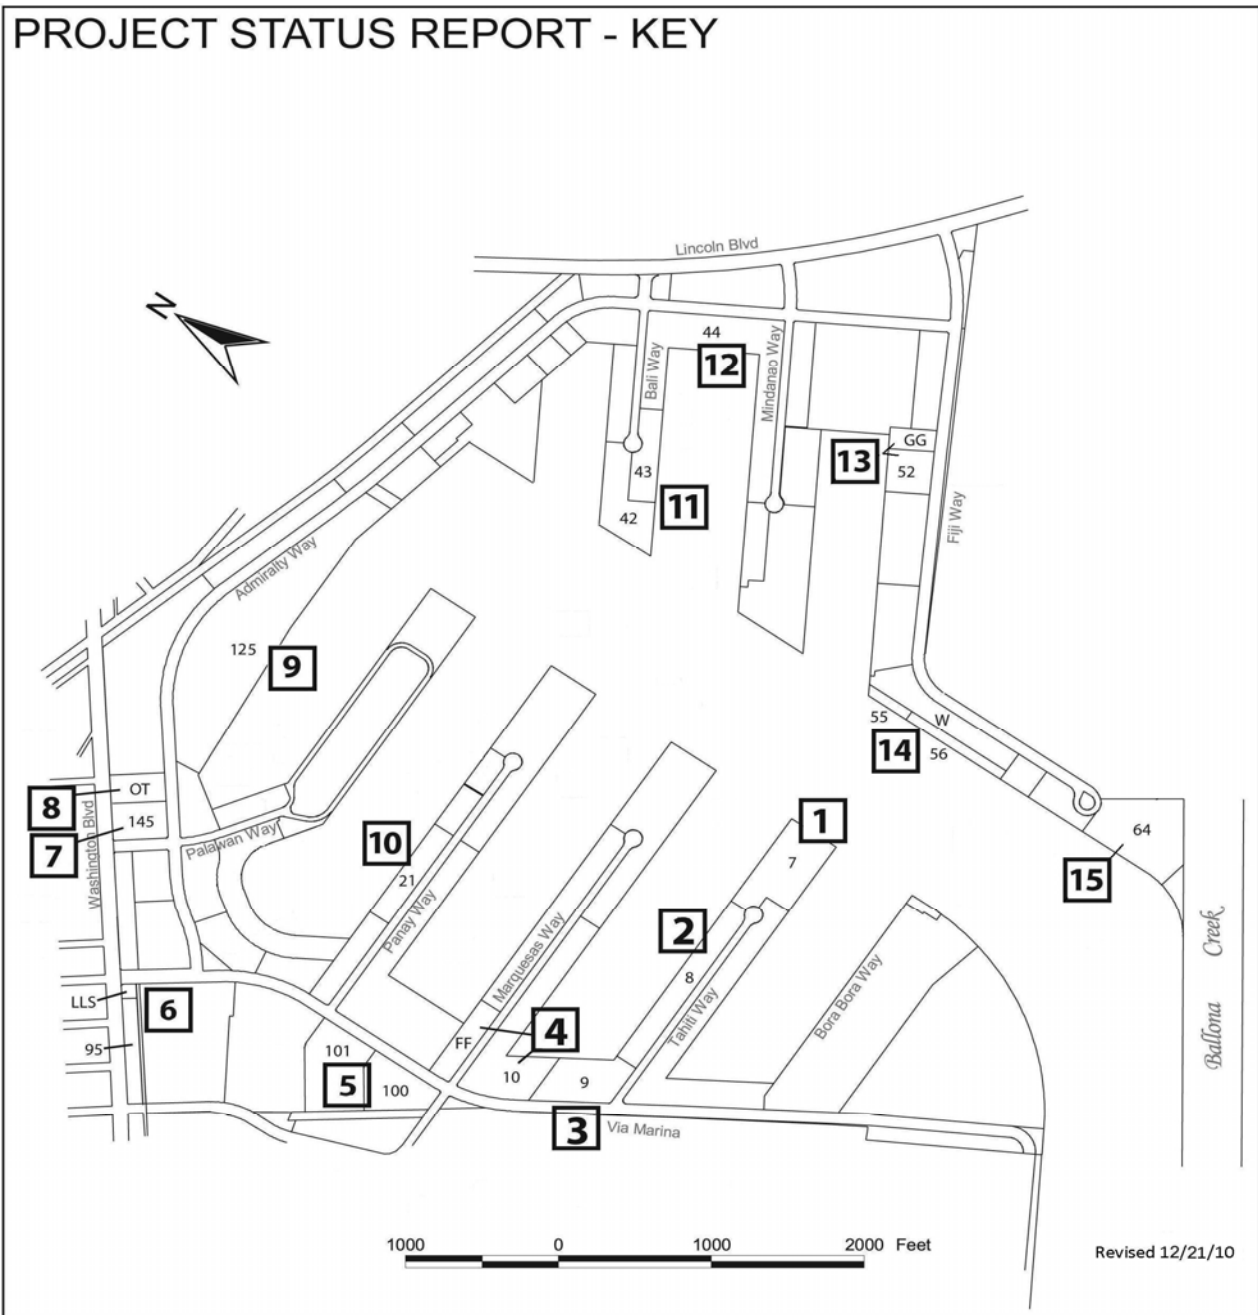 PROJECT STATUS REPORT - KEY
Lincoln Blvd
N
44
12
Bali Way
Mindanao Way
GG
13
52
43
11
42
Fiji Way
Admiralty Way
125
9
55
W
14
56
8
OT
7
145
Washington Blvd
Palawan Way
10
21
Panay Way
1
7
64
15
2
8
Marquesas Way
Tahiti Way
Bora Bora Way
Ballona Creek
LLS
6
95
4
FF
10
101
5
100
9
3
Via Marina
1000 0 1000 2000 Feet
Revised 12/21/10